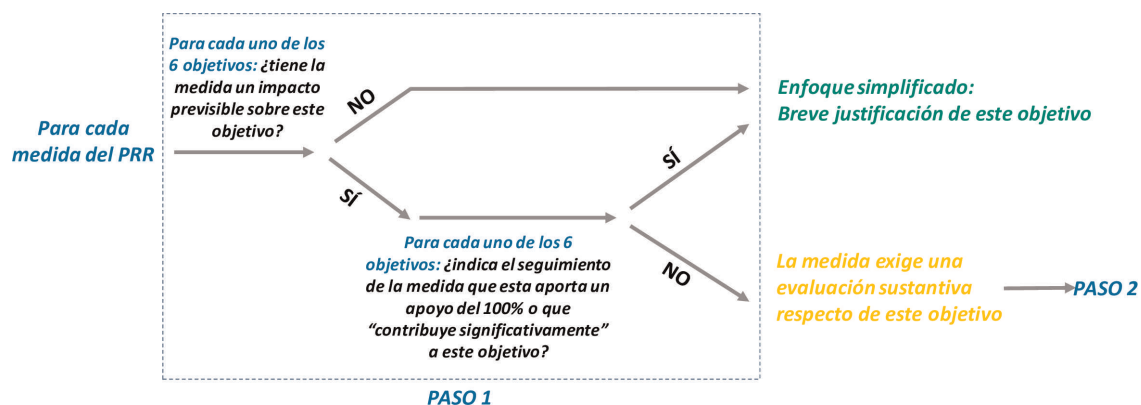 Para cada
medida del PRR
Para cada uno de los
6 objetivos: ¿tiene la
medida un impacto
previsible sobre este
objetivo?
NO
SÍ
Para cada uno de los 6
objetivos: ¿indica el seguimiento
de la medida que esta aporta un
apoyo del 100% o que
“contribuye significativamente”
a este objetivo?
SÍ
NO
Enfoque simplificado:
Breve justificación de este objetivo
La medida exige una
evaluación sustantiva
respecto de este objetivo
PASO 2
PASO 1